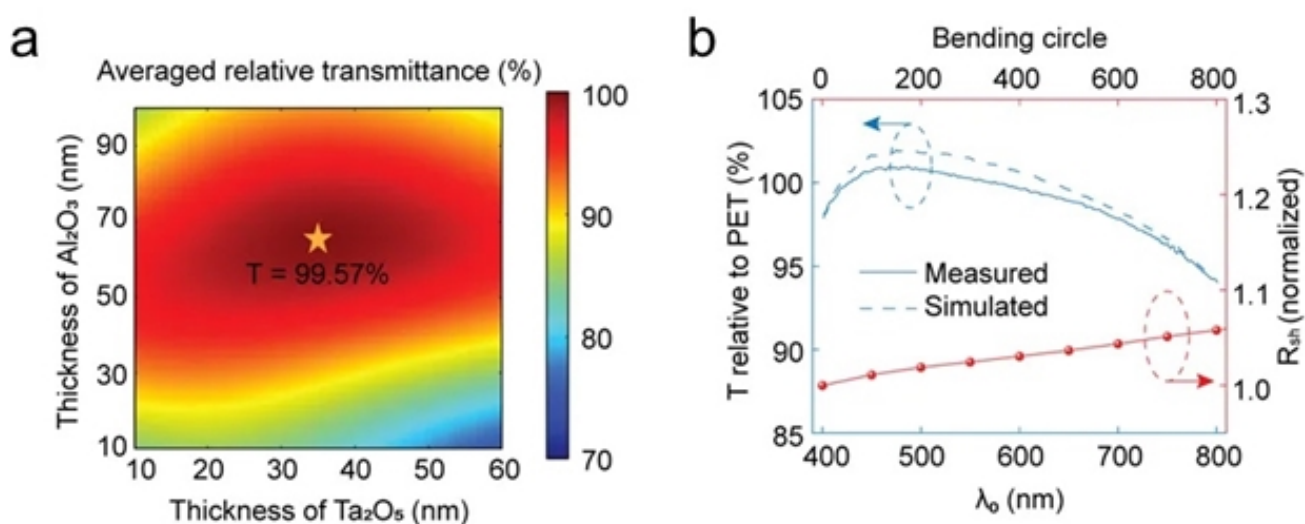 a
Averaged relative transmittance (%)
Thickness of Al₂O₃ (nm)
90
70
50
30
10
T = 99.57%
10 20 30 40 50 60
Thickness of Ta₂O₅ (nm)
100
90
80
70
b
Bending circle
0 200 400 600 800
T relative to PET (%)
105
100
95
90
85
Measured
Simulated
1.3
1.2
1.1
1.0
Rsh (normalized)
400 500 600 700 800
λ₀ (nm)